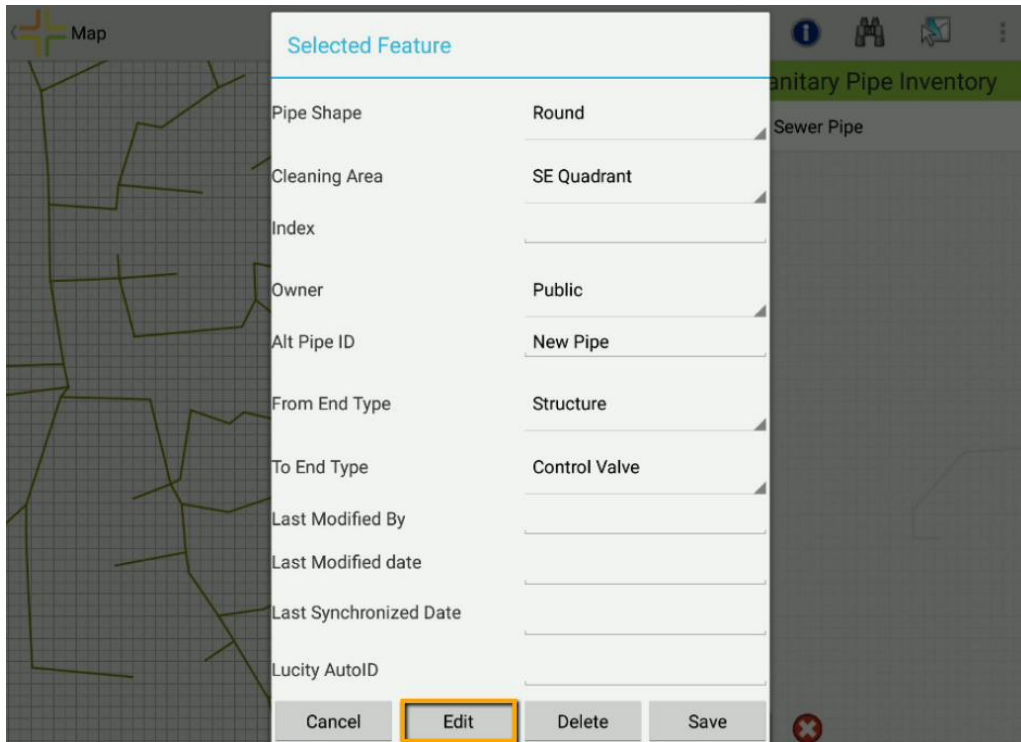 Map
Selected Feature
anitary Pipe Inventory
Sewer Pipe
Pipe Shape Round
Cleaning Area SE Quadrant
Index
Owner Public
Alt Pipe ID New Pipe
From End Type Structure
To End Type Control Valve
Last Modified By
Last Modified date
Last Synchronized Date
Lucity AutoID
Cancel Edit Delete Save